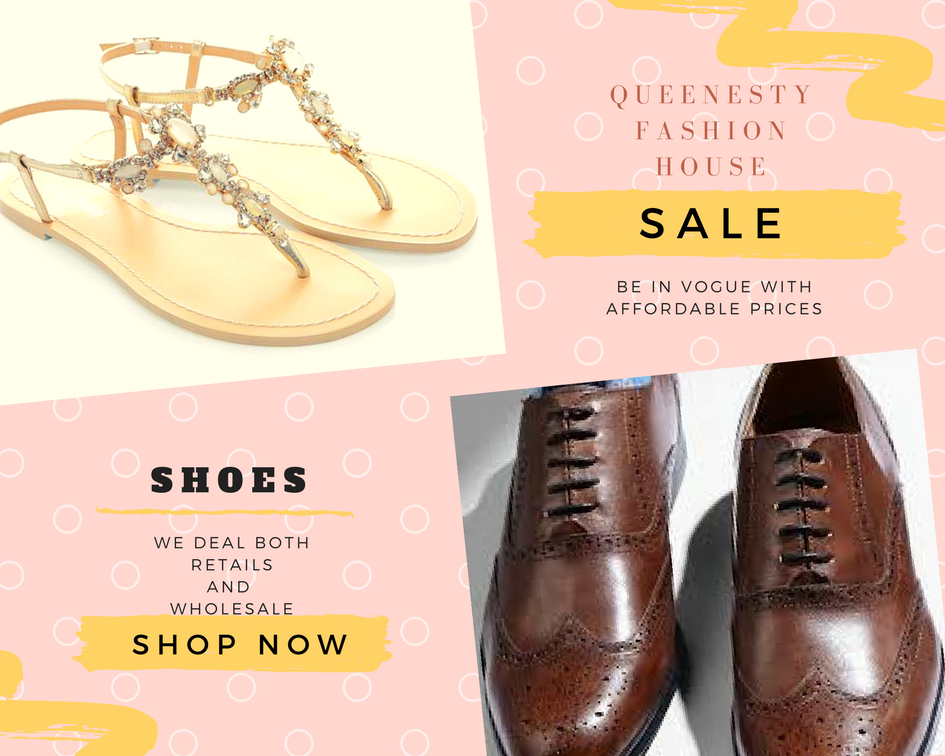 QUEENESTY
FASHION
HOUSE
SALE
BE IN VOGUE WITH
AFFORDABLE PRICES
SHOES
WE DEAL BOTH
RETAILS
AND
WHOLESALE
SHOP NOW